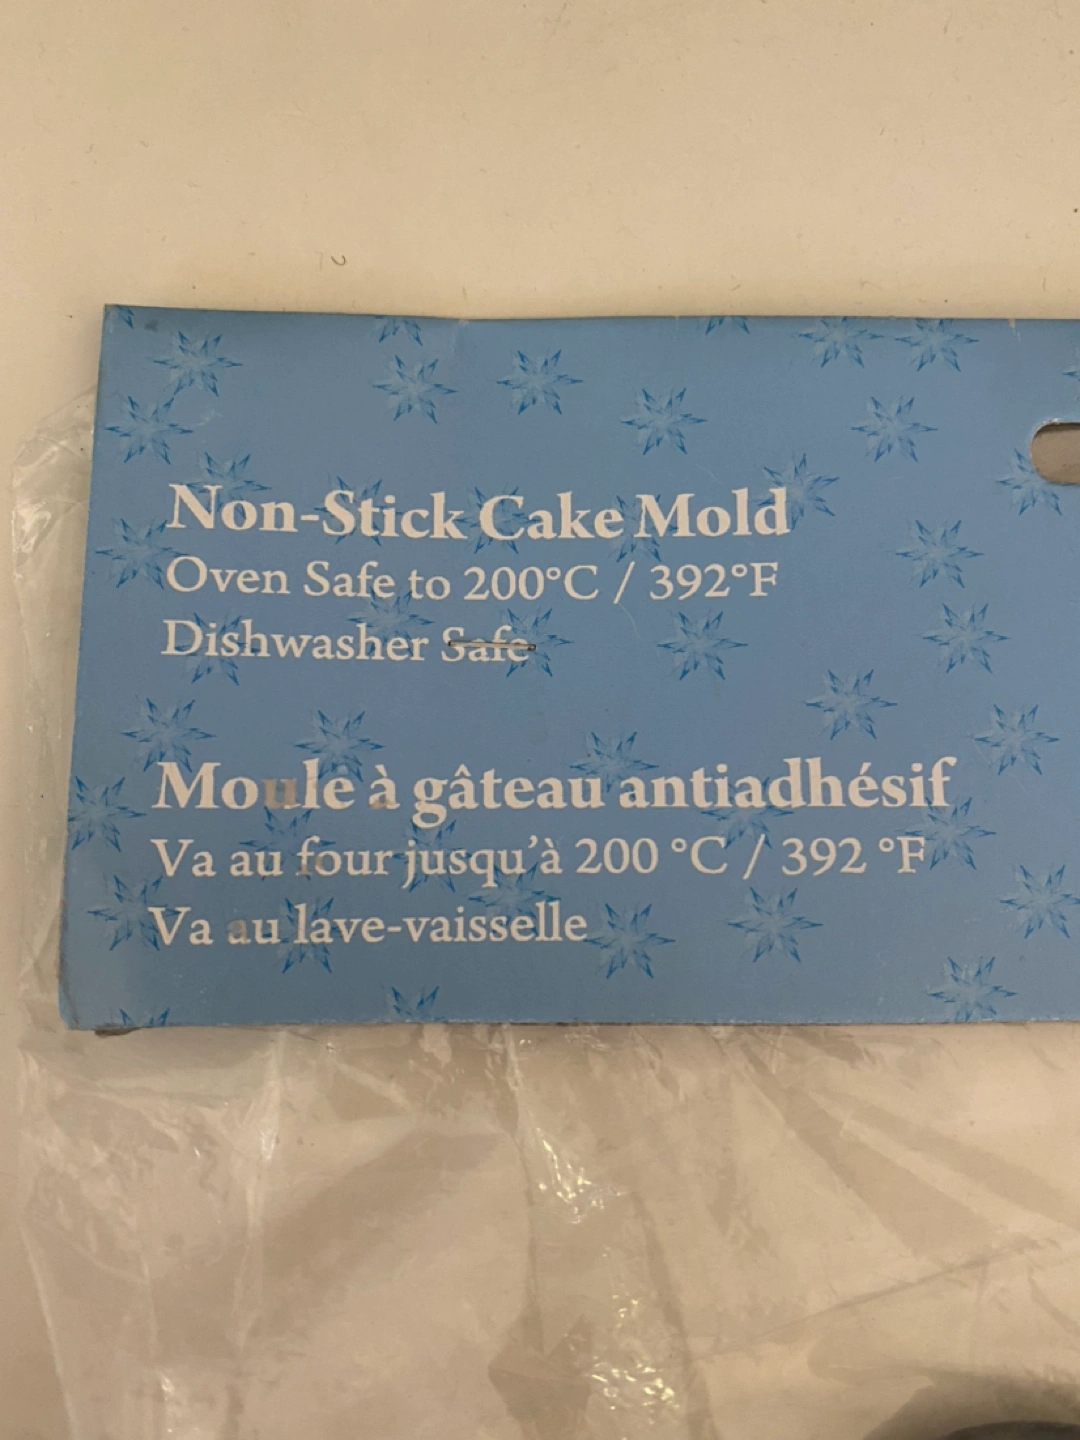 Non-Stick Cake Mold
Oven Safe to 200°C / 392°F
Dishwasher Safe
Moule à gâteau antiadhésif
Va au four jusqu'à 200 °C / 392 °F
Va au lave-vaisselle